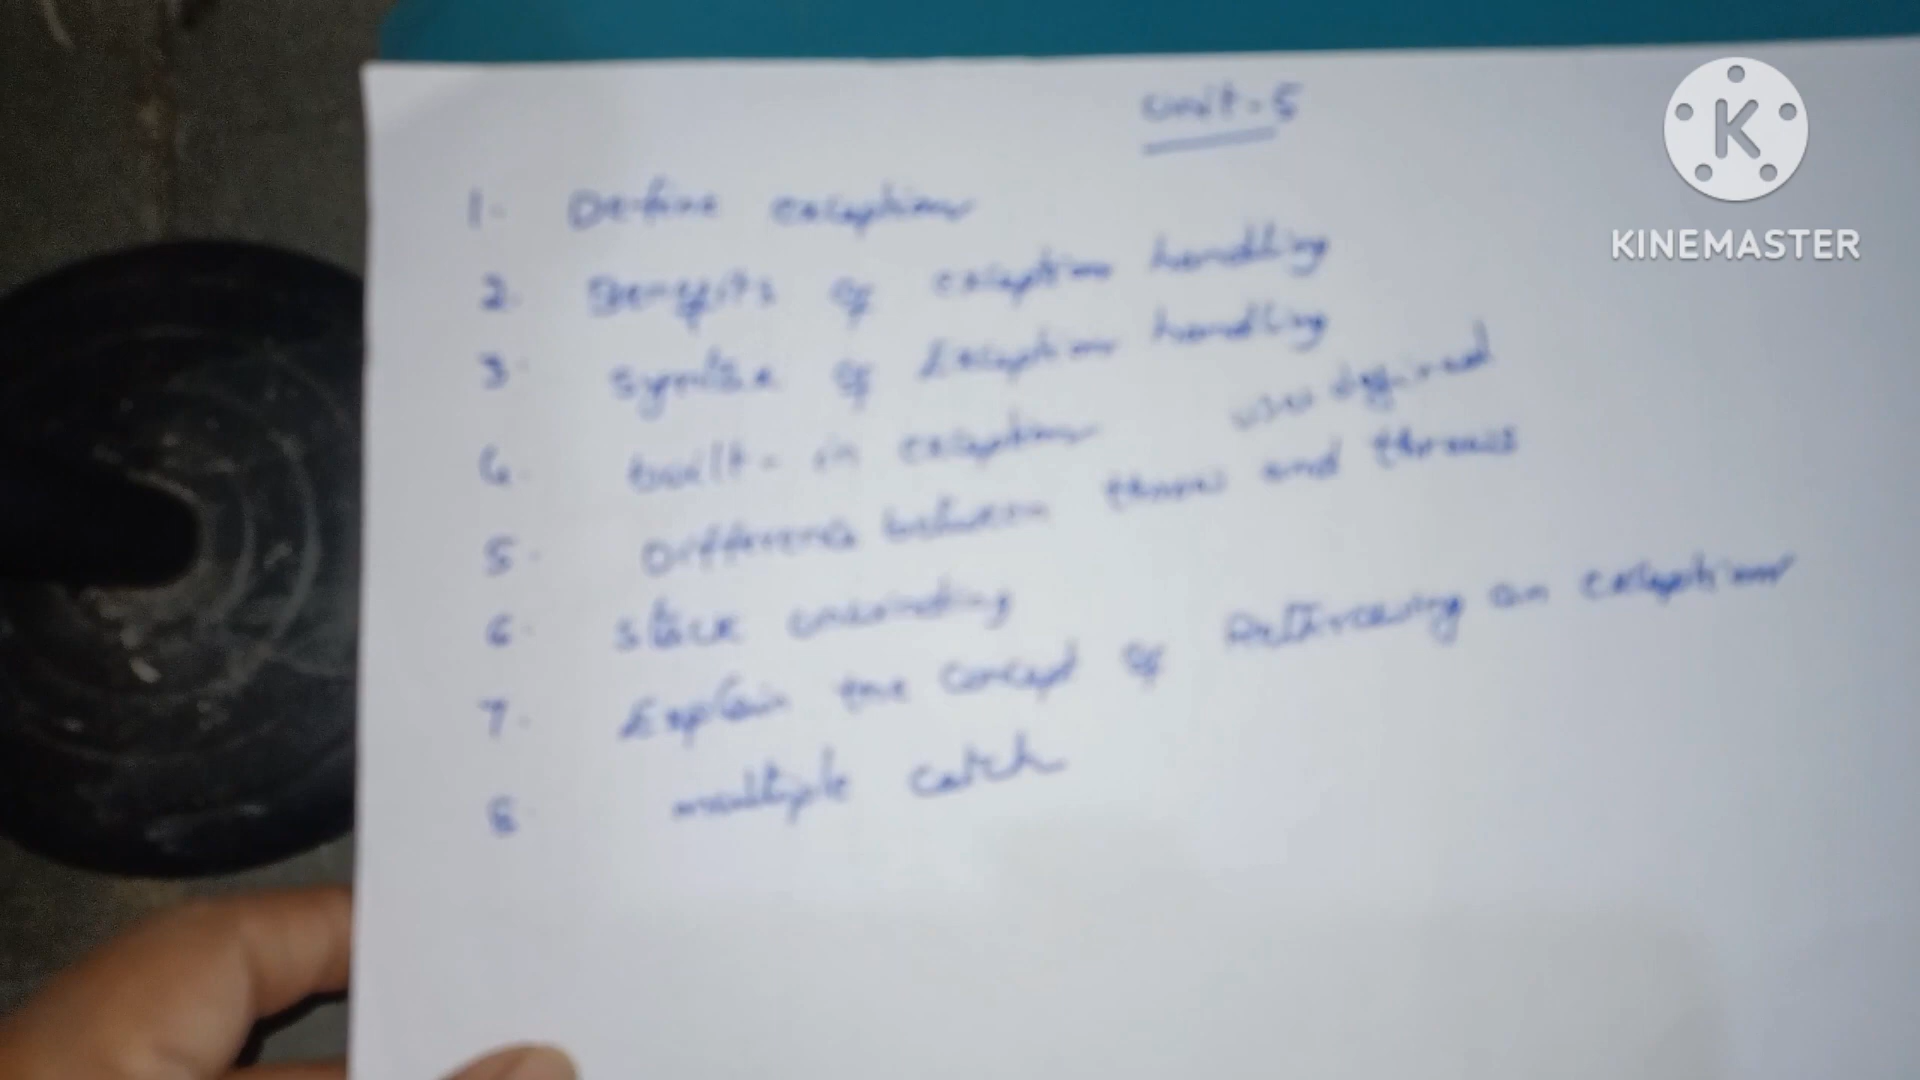 Unit-5
1. Define exception
2. Benefits of exception handling
3. Syntax of Exception handling
4. built-in exception user defined
5. Difference between throw and throws
6. Stack unwinding
7. Explain the concept of Rethrowing an exception
8 multiple catch
K
KINEMASTER